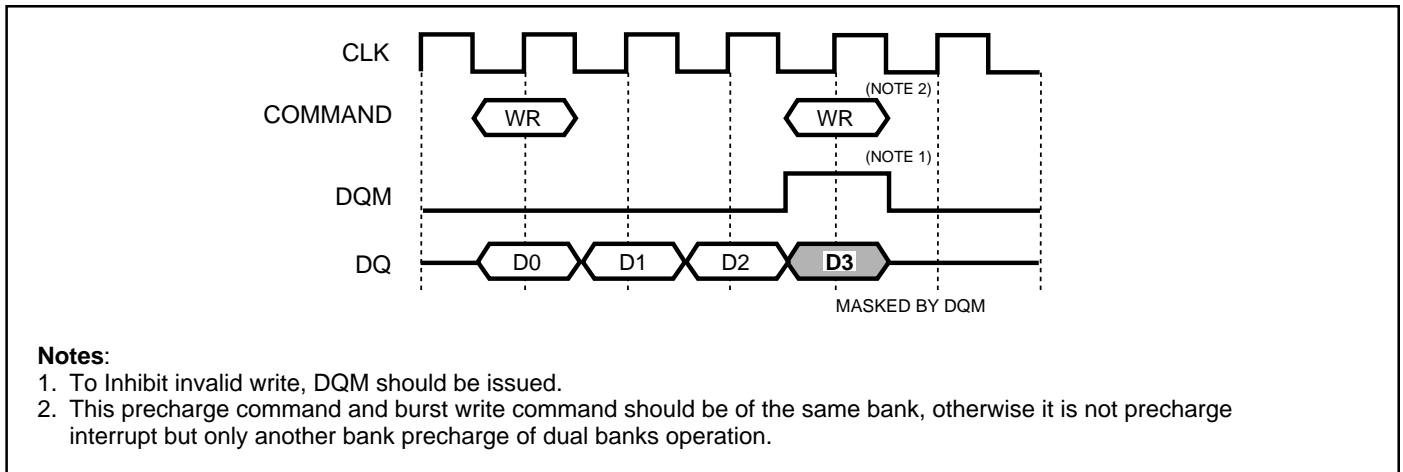 CLK
(NOTE 2)
COMMAND WR WR
(NOTE 1)
DQM
DQ D0 D1 D2 D3
MASKED BY DQM
Notes:
1. To Inhibit invalid write, DQM should be issued.
2. This precharge command and burst write command should be of the same bank, otherwise it is not precharge
interrupt but only another bank precharge of dual banks operation.